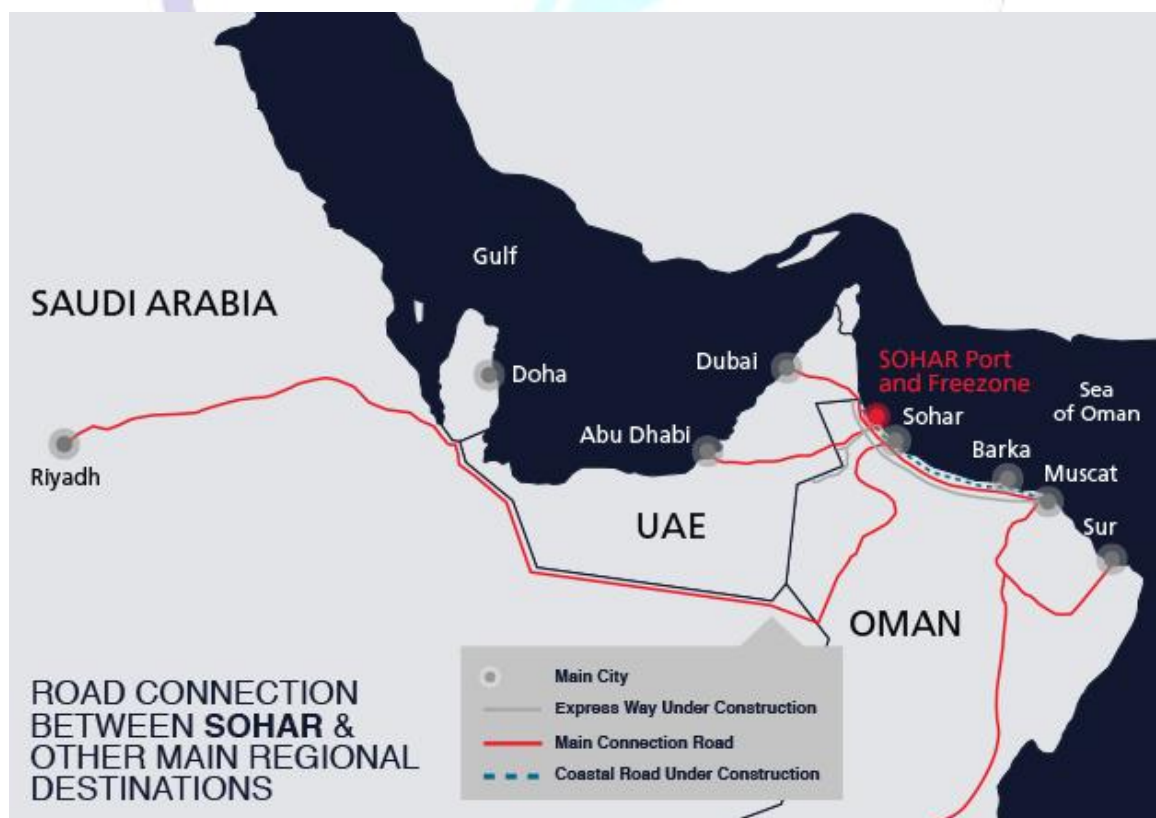 Gulf
SAUDI ARABIA
Doha
Dubai
SOHAR Port
and Freezone
Sea
of Oman
Abu Dhabi
Sohar
Barka
Riyadh
Muscat
UAE
Sur
OMAN
Main City
Express Way Under Construction
Main Connection Road
Coastal Road Under Construction
ROAD CONNECTION
BETWEEN SOHAR &
OTHER MAIN REGIONAL
DESTINATIONS